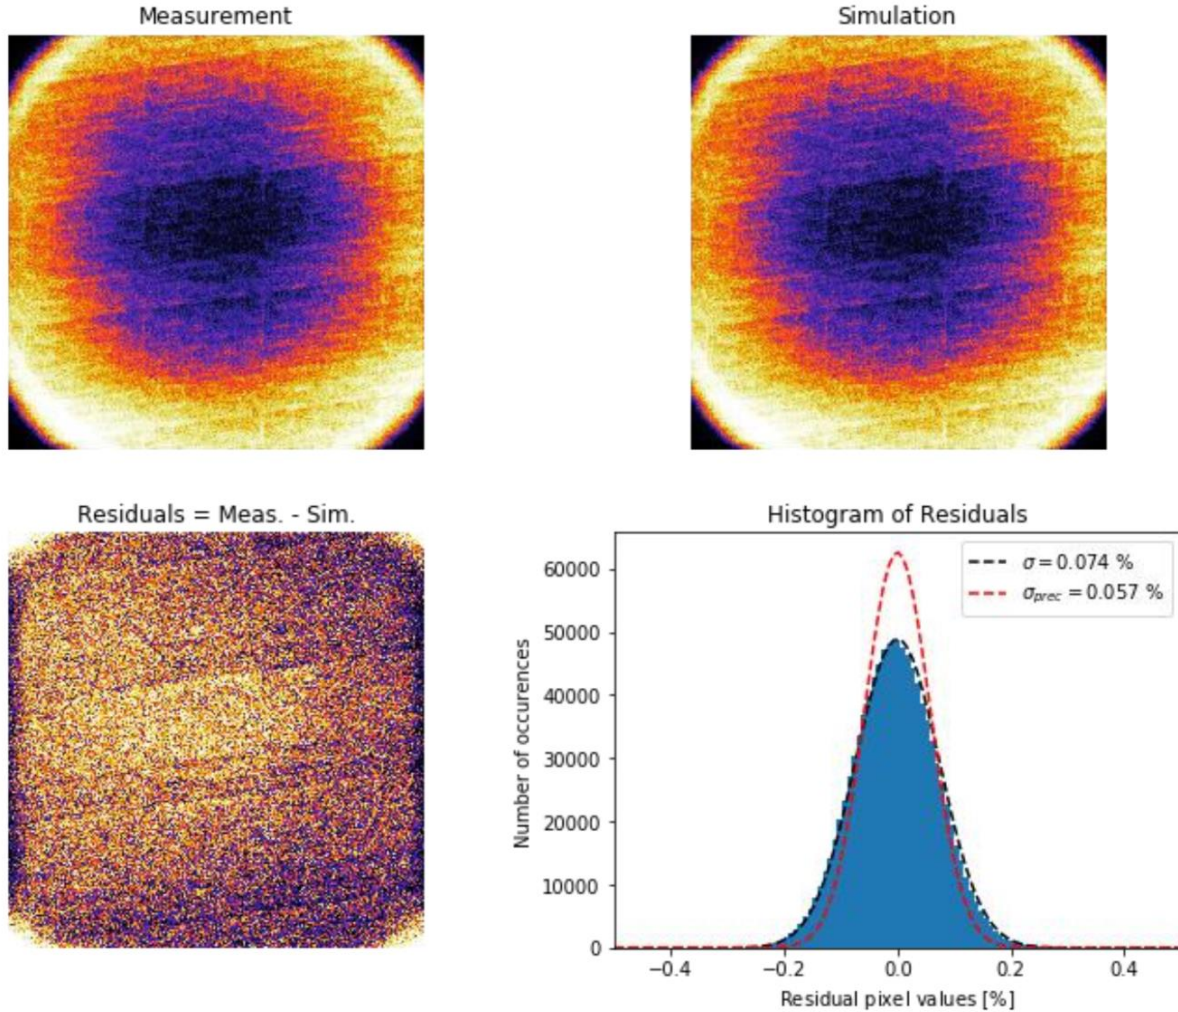 Measurement
Simulation
Residuals = Meas. - Sim.
Histogram of Residuals
σ = 0.074 %
σprec = 0.057 %
Number of occurences
60000
50000
40000
30000
20000
10000
0
−0.4
−0.2
0.0
0.2
0.4
Residual pixel values [%]